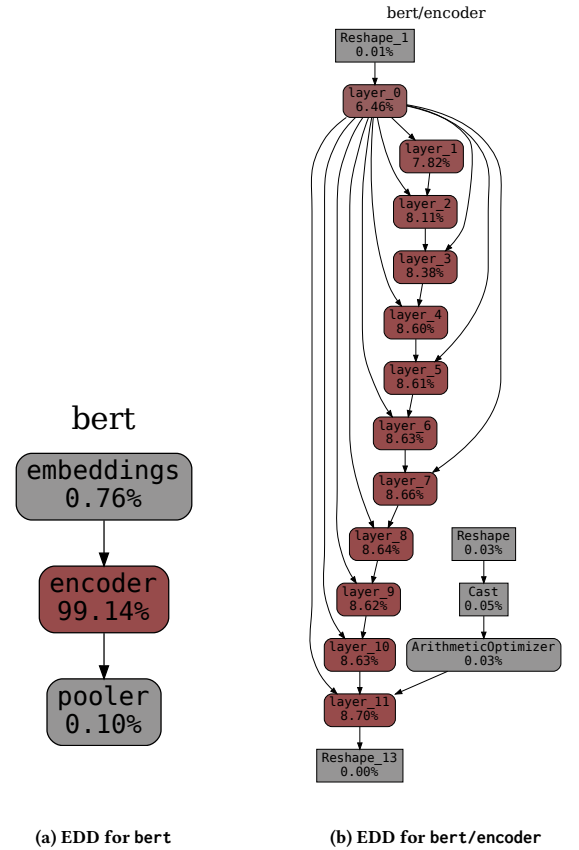 bert
embeddings
0.76%
encoder
99.14%
pooler
0.10%
(a) EDD for bert
bert/encoder
Reshape_1
0.01%
layer_0
6.46%
layer_1
7.82%
layer_2
8.11%
layer_3
8.38%
layer_4
8.60%
layer_5
8.61%
layer_6
8.63%
layer_7
8.66%
layer_8
8.64%
Reshape
0.03%
layer_9
8.62%
Cast
0.05%
layer_10
8.63%
ArithmeticOptimizer
0.03%
layer_11
8.70%
Reshape_13
0.00%
(b) EDD for bert/encoder